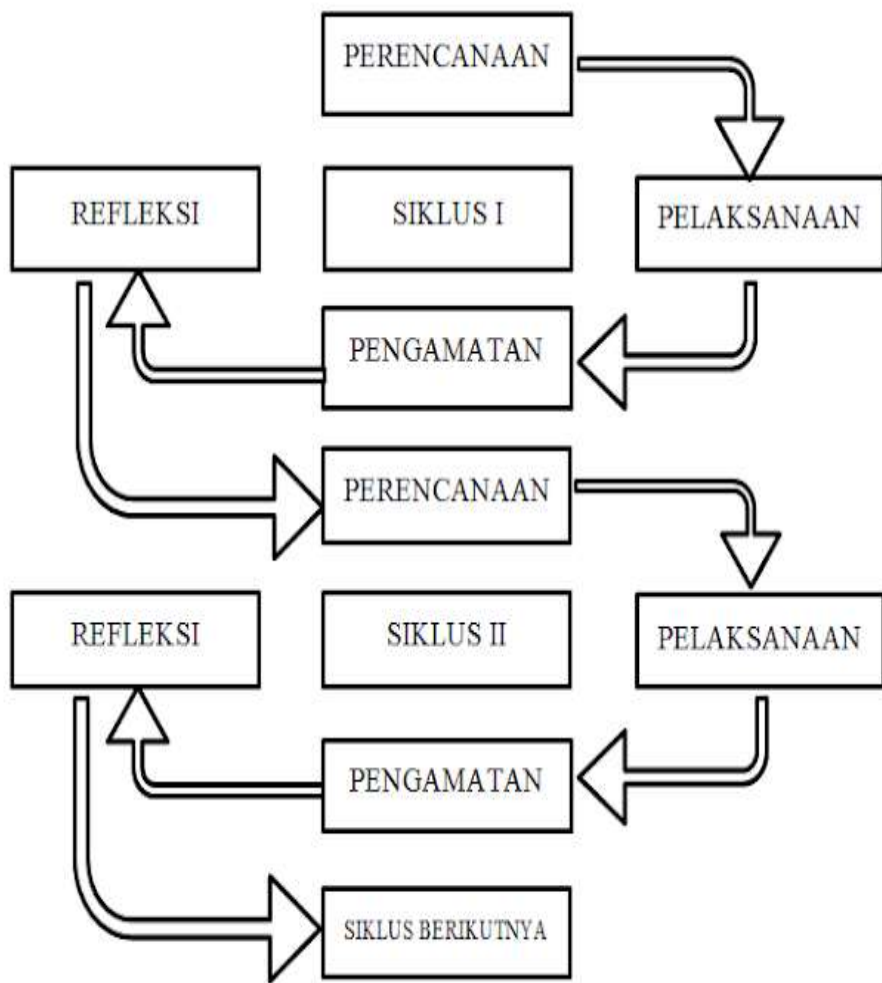 PERENCANAAN
REFLEKSI
SIKLUS I
PELAKSANAAN
PENGAMATAN
PERENCANAAN
REFLEKSI
SIKLUS II
PELAKSANAAN
PENGAMATAN
SIKLUS BERIKUTNYA